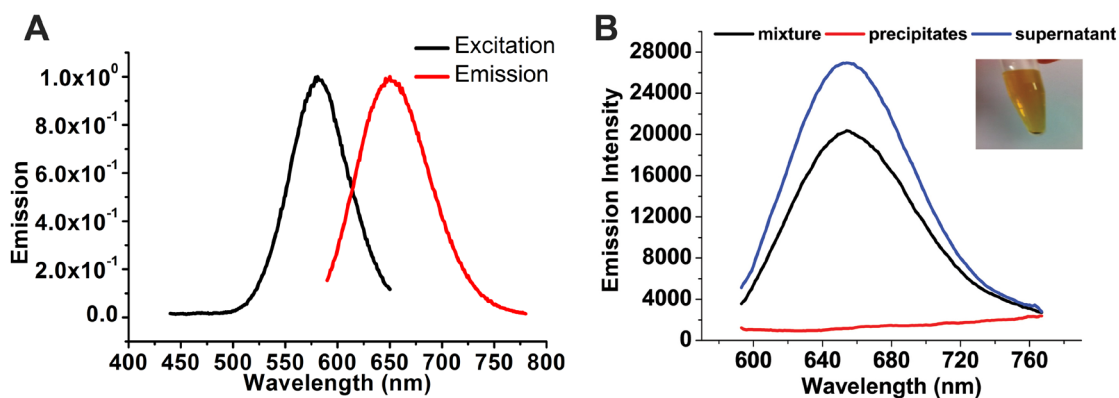 A
Excitation
Emission
1.0x10⁰
8.0x10⁻¹
6.0x10⁻¹
4.0x10⁻¹
2.0x10⁻¹
0.0
Emission
400 450 500 550 600 650 700 750 800
Wavelength (nm)
B
mixture precipitates supernatant
28000
24000
20000
16000
12000
8000
4000
0
Emission Intensity
600 640 680 720 760
Wavelength (nm)